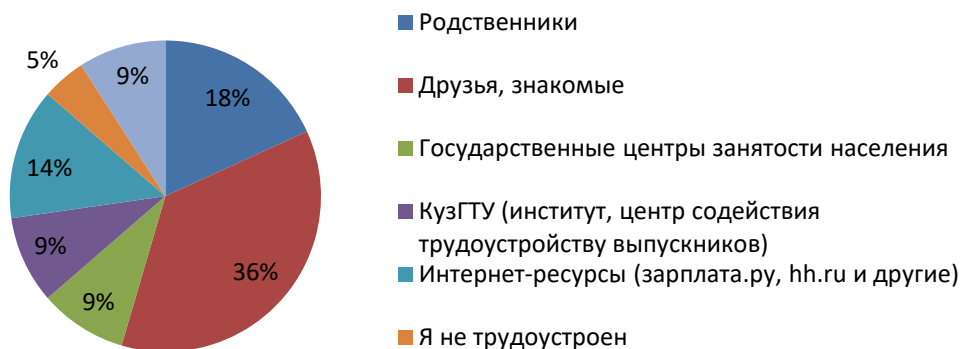 Родственники
5%
9%
18%
Друзья, знакомые
Государственные центры занятости населения
14%
КузГТУ (институт, центр содействия
трудоустройству выпускников)
9%
36%
Интернет-ресурсы (зарплата.ру, hh.ru и другие)
9%
Я не трудоустроен